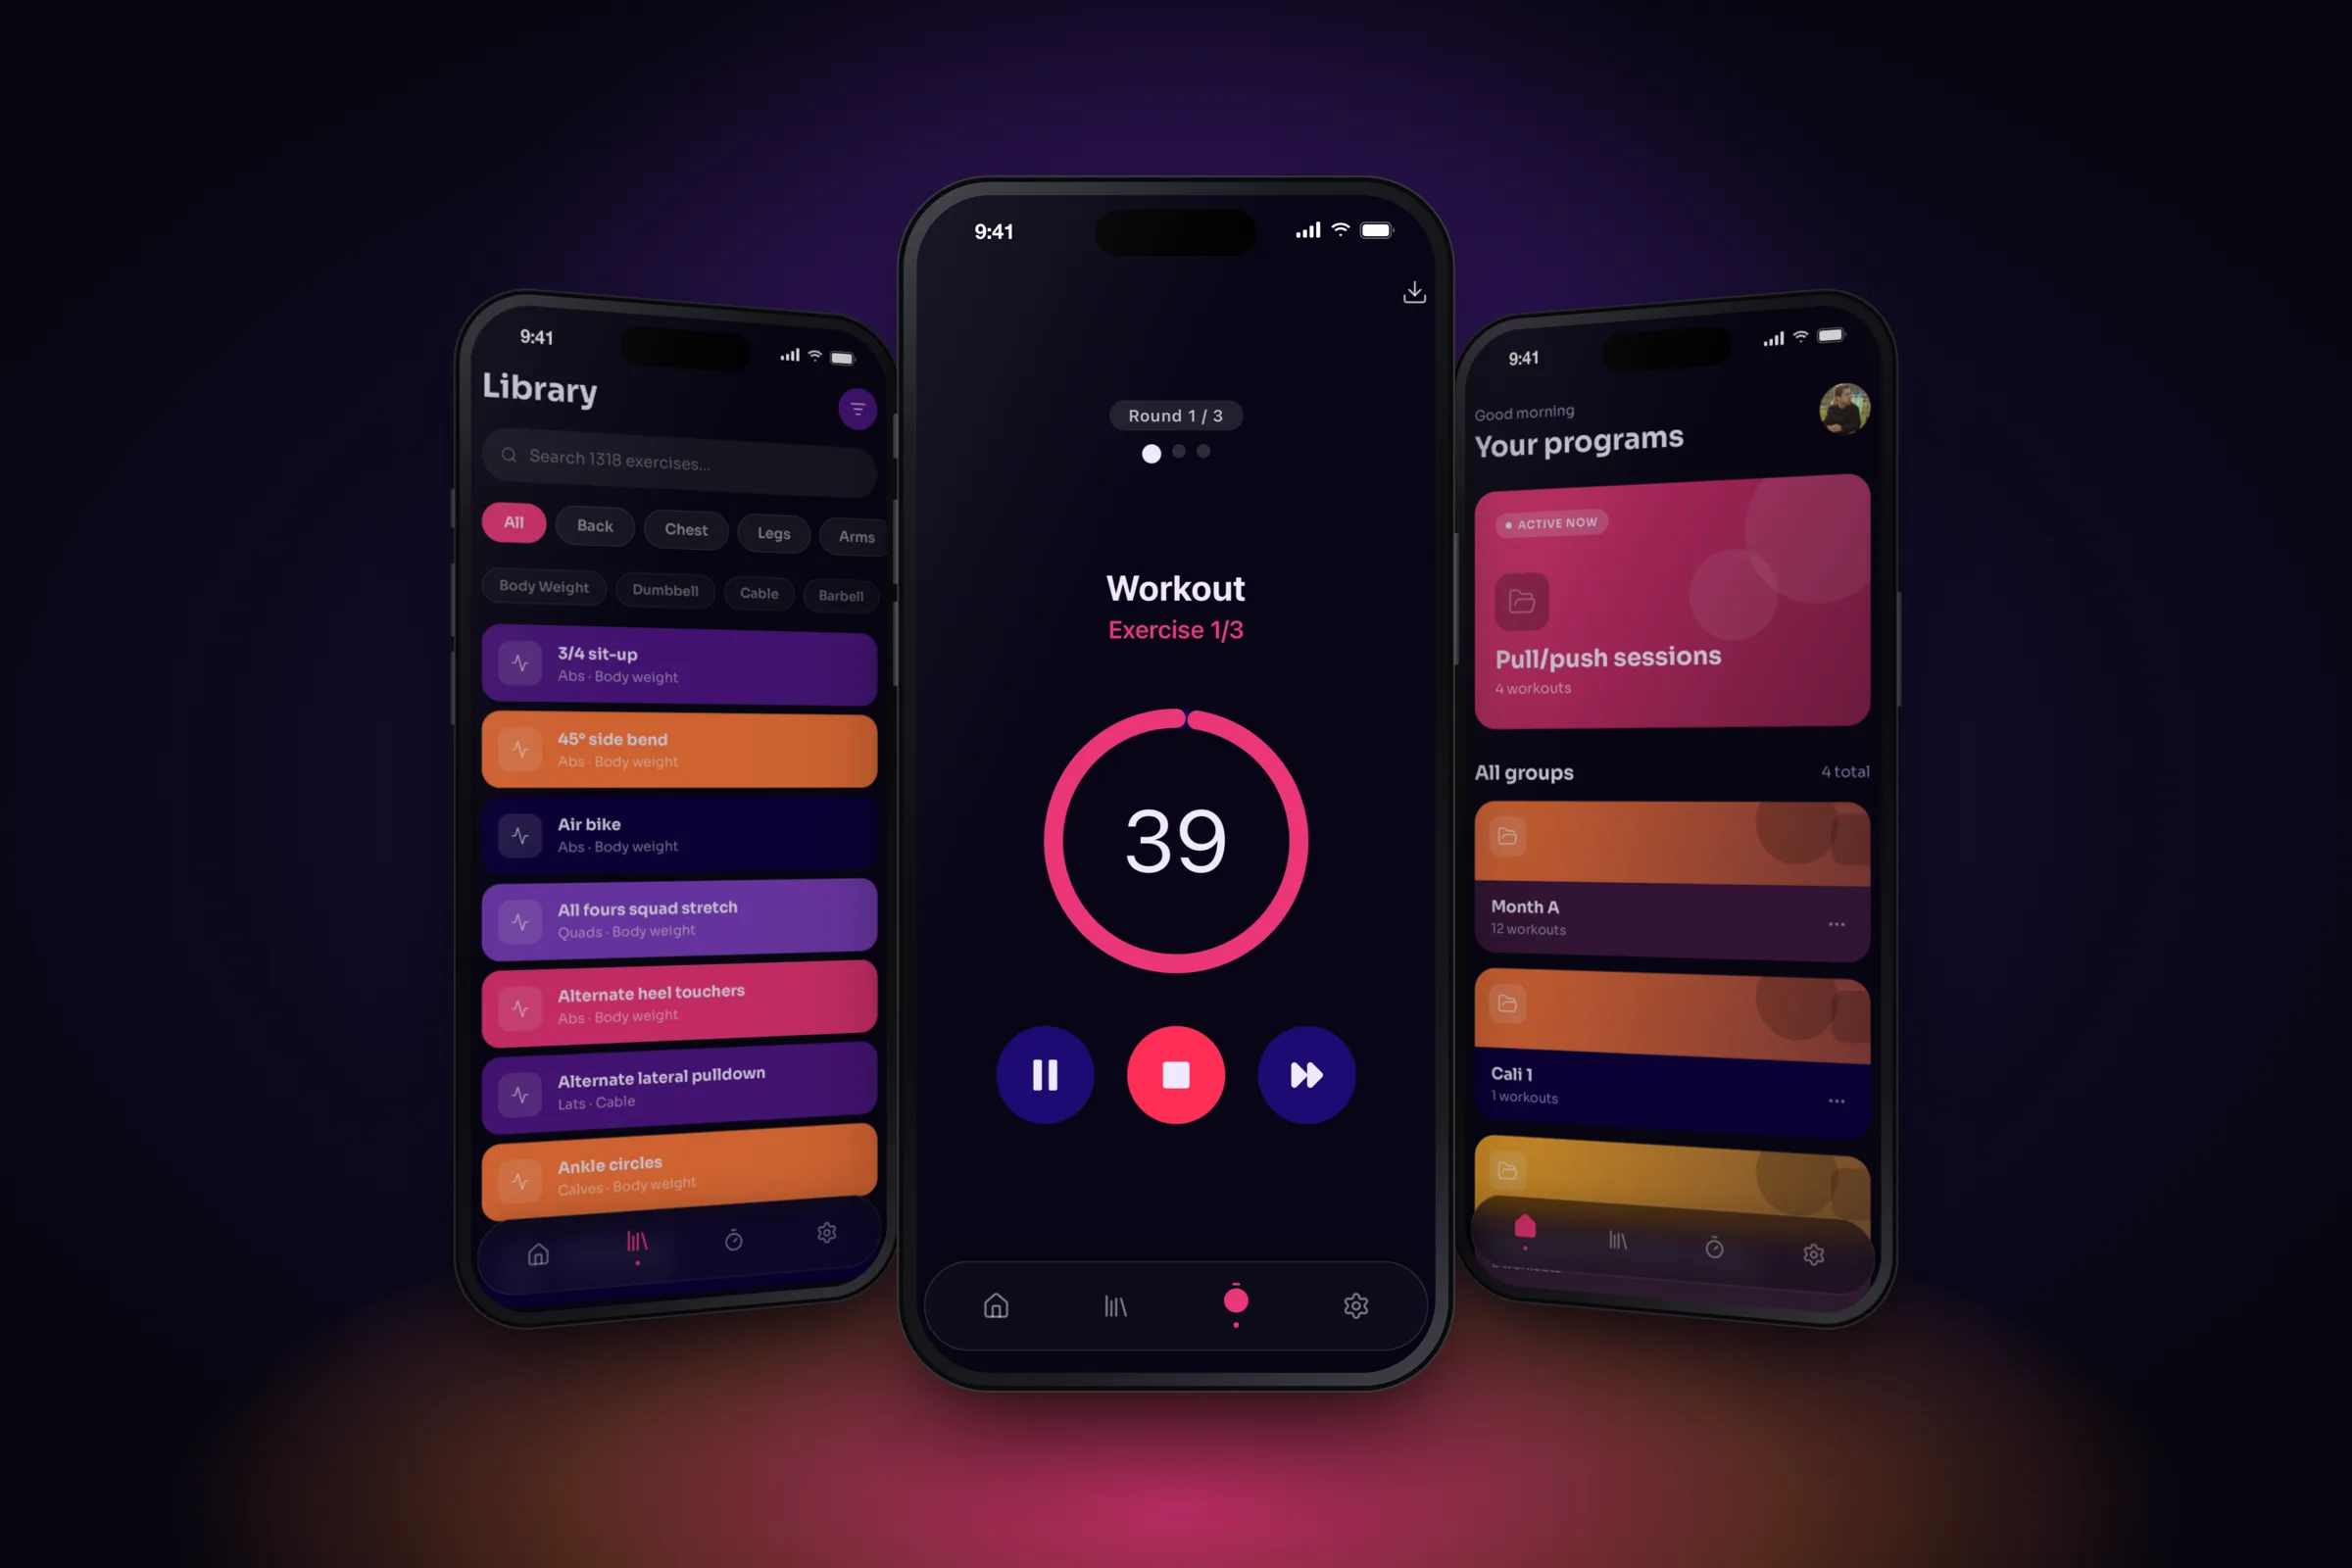 9:41
Library
Search 1318 exercises...
All
Back
Chest
Legs
Arms
Body Weight
Dumbbell
Cable
Barbell
3/4 sit-up
Abs · Body weight
45° side bend
Abs · Body weight
Air bike
Abs · Body weight
All fours squad stretch
Quads · Body weight
Alternate heel touchers
Abs · Body weight
Alternate lateral pulldown
Lats · Cable
Ankle circles
Calves · Body weight
9:41
Round 1 / 3
Workout
Exercise 1/3
39
9:41
Good morning
Your programs
ACTIVE NOW
Pull/push sessions
4 workouts
All groups
4 total
Month A
12 workouts
Cali 1
1 workouts